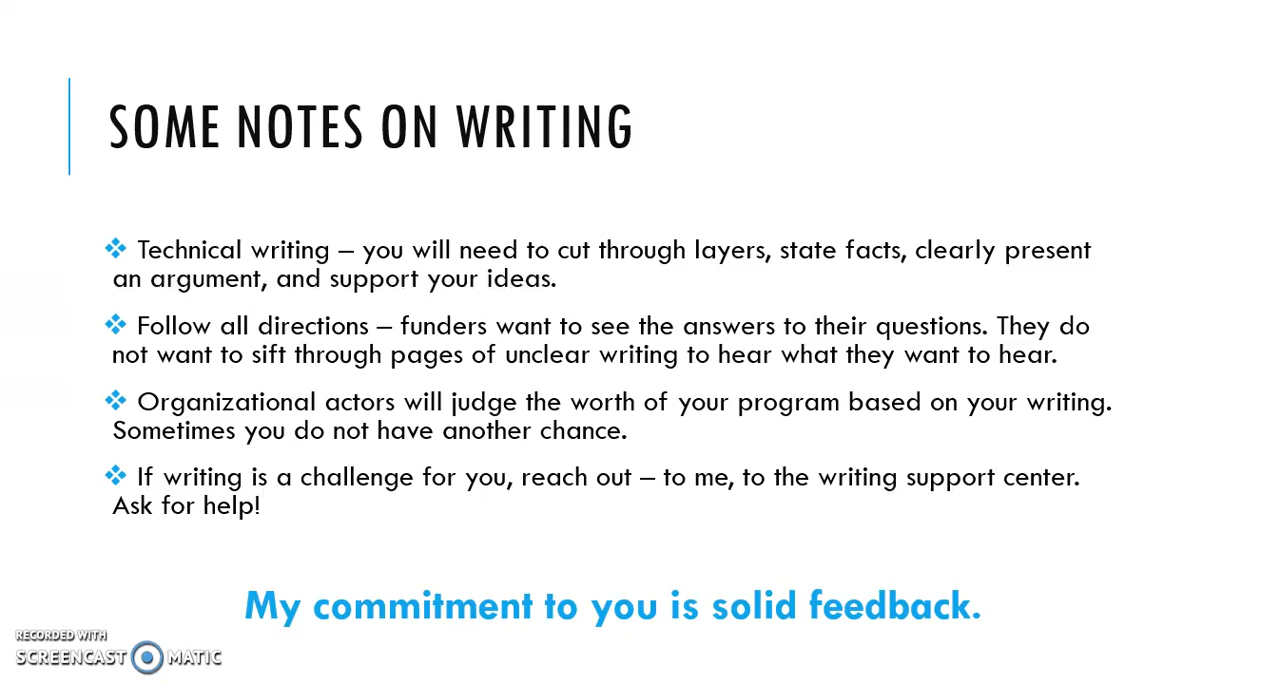 SOME NOTES ON WRITING
Technical writing – you will need to cut through layers, state facts, clearly present
an argument, and support your ideas.
Follow all directions – funders want to see the answers to their questions. They do
not want to sift through pages of unclear writing to hear what they want to hear.
Organizational actors will judge the worth of your program based on your writing.
Sometimes you do not have another chance.
If writing is a challenge for you, reach out – to me, to the writing support center.
Ask for help!
My commitment to you is solid feedback.
RECORDED WITH
SCREENCAST MATIC